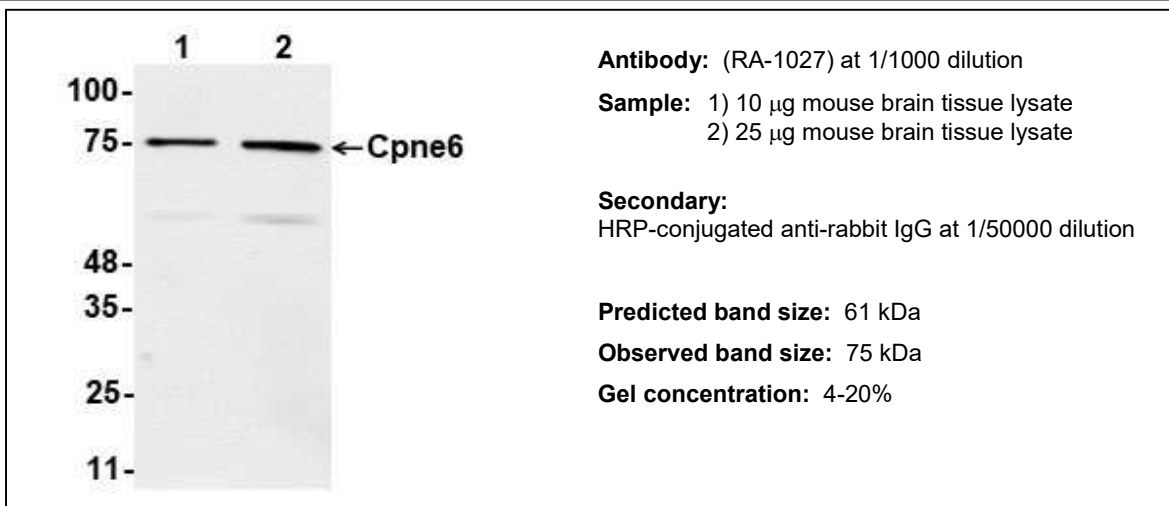 1 2
100-
75-
←Cpne6
48-
35-
25-
11-
Antibody: (RA-1027) at 1/1000 dilution
Sample: 1) 10 μg mouse brain tissue lysate
2) 25 μg mouse brain tissue lysate
Secondary:
HRP-conjugated anti-rabbit IgG at 1/50000 dilution
Predicted band size: 61 kDa
Observed band size: 75 kDa
Gel concentration: 4-20%